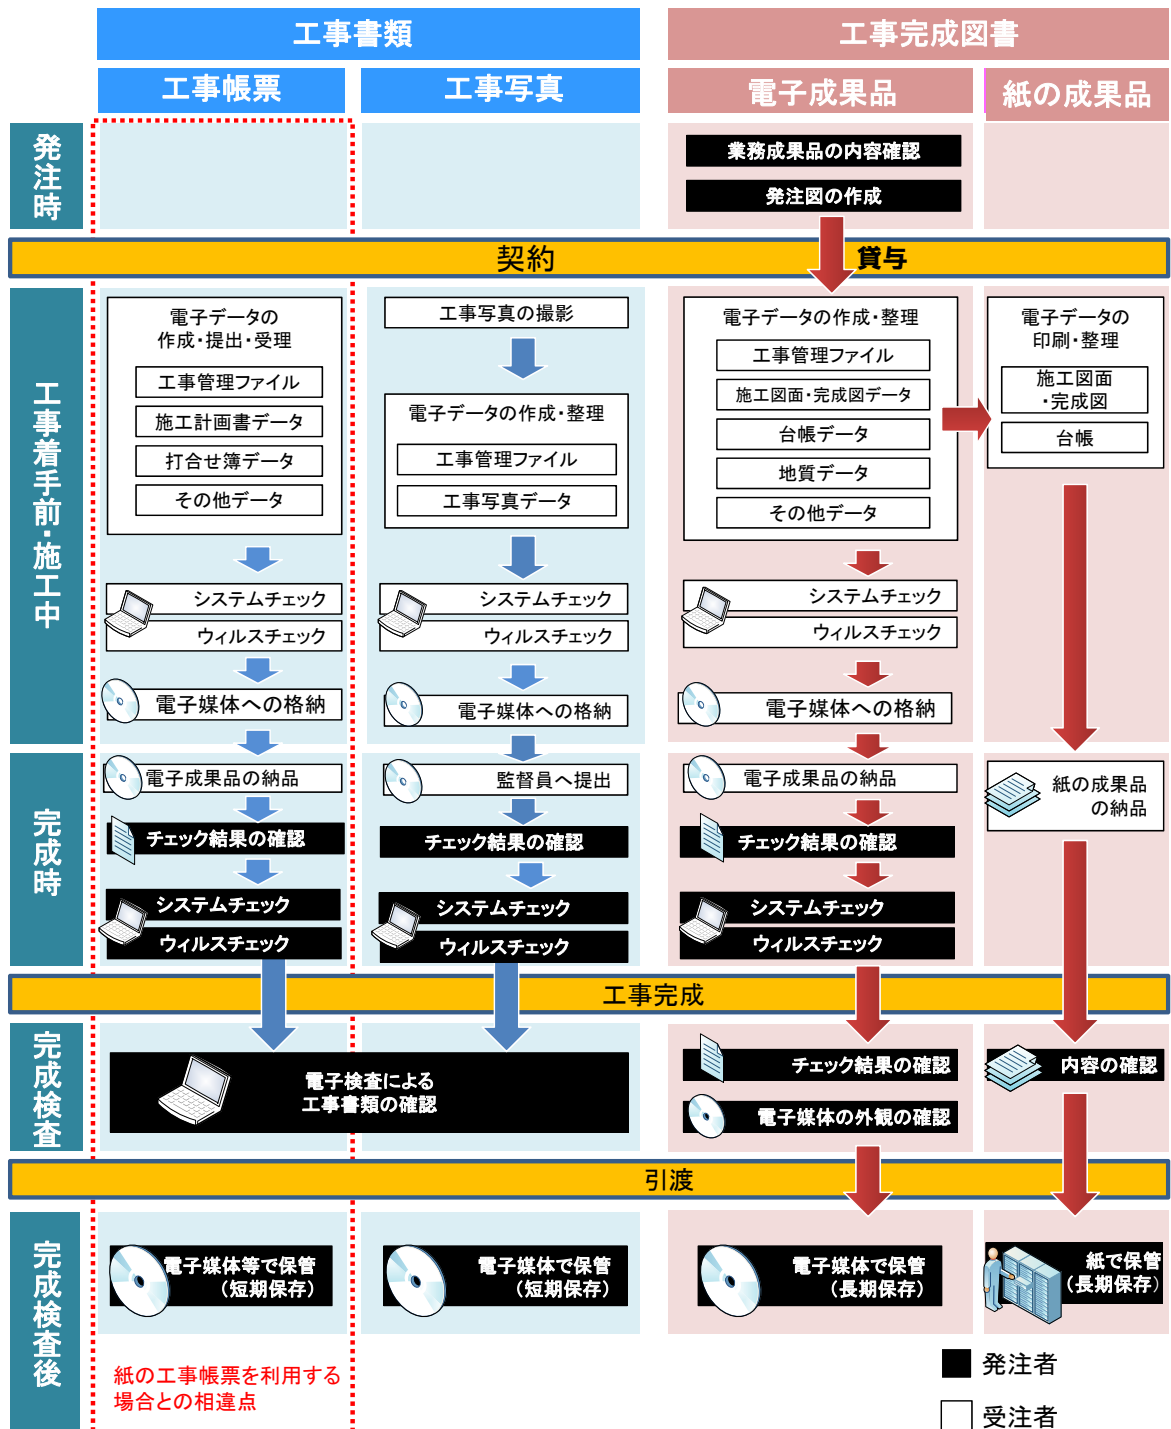 工事書類
工事完成図書
工事帳票
工事写真
電子成果品
紙の成果品
発注時
業務成果品の内容確認
発注図の作成
契約
貸与
工事着手前・施工中
電子データの
作成・提出・受理
工事管理ファイル
施工計画書データ
打合せ簿データ
その他データ
システムチェック
ウィルスチェック
電子媒体への格納
工事写真の撮影
電子データの作成・整理
工事管理ファイル
工事写真データ
システムチェック
ウィルスチェック
電子媒体への格納
電子データの作成・整理
工事管理ファイル
施工図面・完成図データ
台帳データ
地質データ
その他データ
システムチェック
ウィルスチェック
電子媒体への格納
電子データの
印刷・整理
施工図面
・完成図
台帳
完成時
電子成果品の納品
チェック結果の確認
システムチェック
ウィルスチェック
監督員へ提出
チェック結果の確認
システムチェック
ウィルスチェック
電子成果品の納品
チェック結果の確認
システムチェック
ウィルスチェック
紙の成果品
の納品
工事完成
完成検査
電子検査による
工事書類の確認
チェック結果の確認
電子媒体の外観の確認
内容の確認
引渡
完成検査後
電子媒体等で保管
（短期保存）
電子媒体で保管
（短期保存）
電子媒体で保管
（長期保存）
紙で保管
（長期保存）
紙の工事帳票を利用する
場合との相違点
発注者
受注者